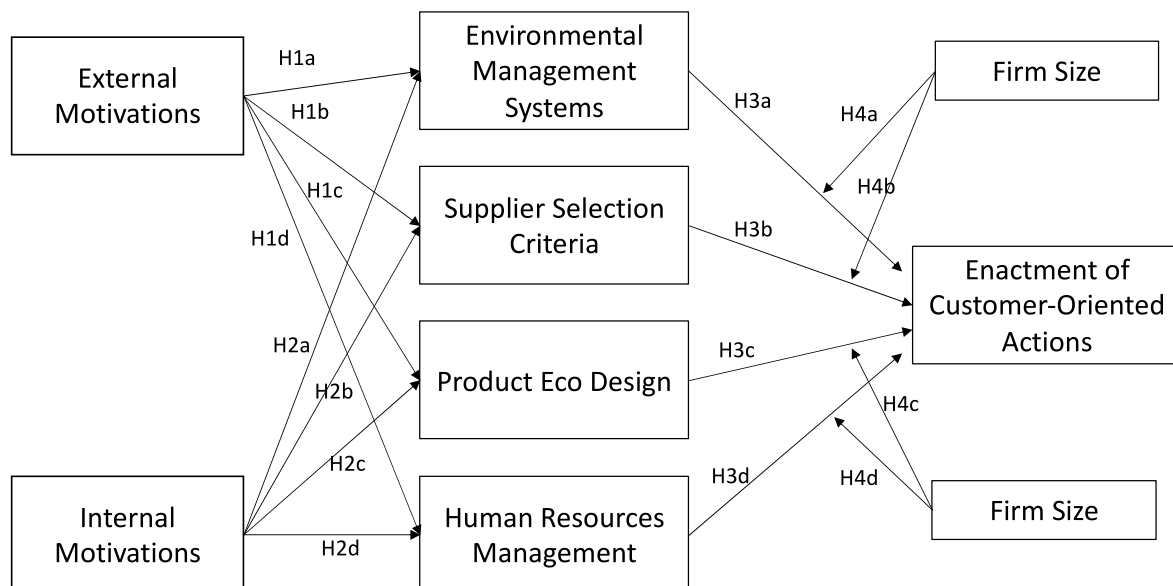 External
Motivations
H1a
H1b
H1c
H1d
H2a
H2b
H2c
H2d
Internal
Motivations
Environmental
Management
Systems
Supplier Selection
Criteria
Product Eco Design
Human Resources
Management
H3a
H3b
H3c
H3d
H4a
H4b
H4c
H4d
Firm Size
Enactment of
Customer-Oriented
Actions
Firm Size